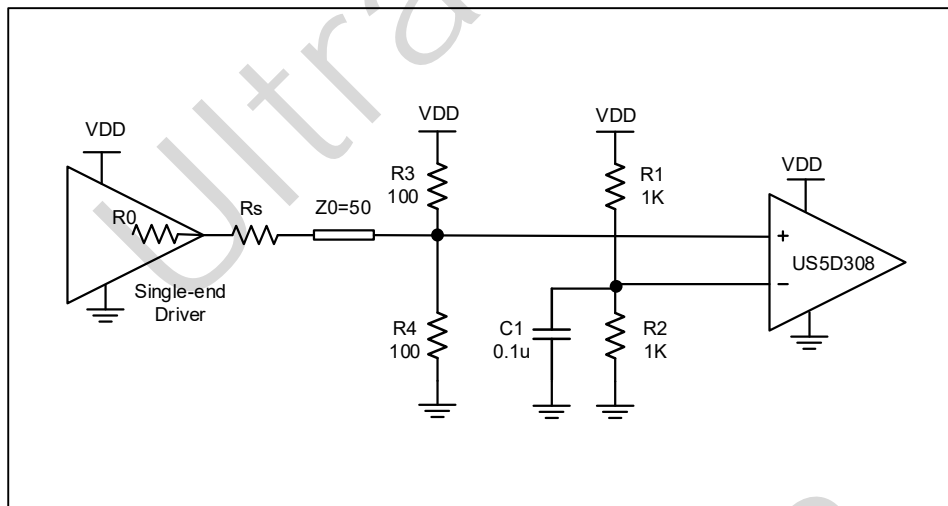 Ultra
VDD
R0
Single-end
Driver
Rs
Z0=50
VDD
R3
100
R4
100
VDD
R1
1K
C1
0.1u
R2
1K
VDD
+
US5D308
−